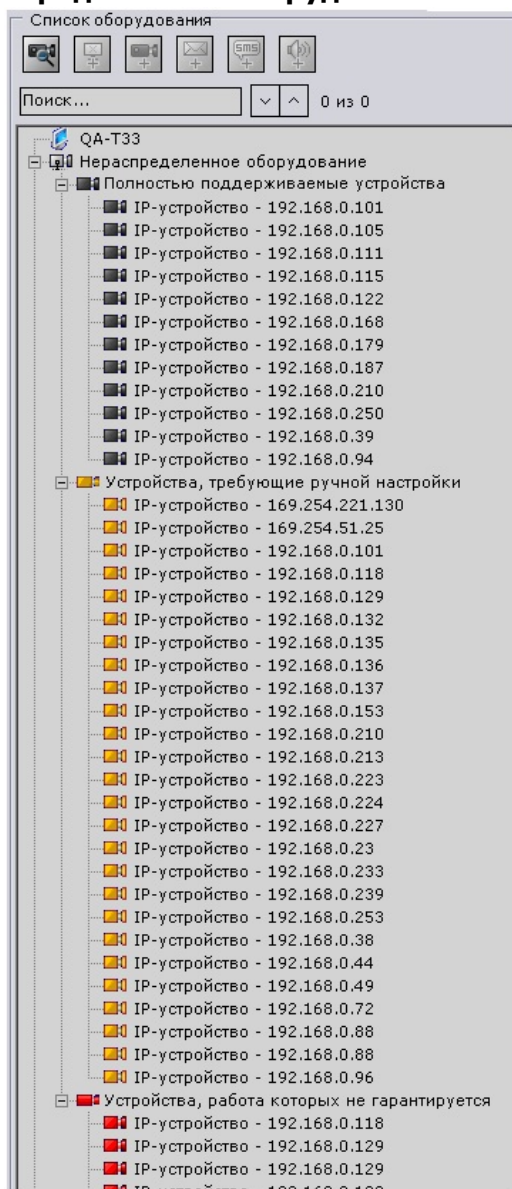 Список оборудования
SMS
Поиск...
0 из 0
QA-T33
Нераспределенное оборудование
Полностью поддерживаемые устройства
IP-устройство - 192.168.0.101
IP-устройство - 192.168.0.105
IP-устройство - 192.168.0.111
IP-устройство - 192.168.0.115
IP-устройство - 192.168.0.122
IP-устройство - 192.168.0.168
IP-устройство - 192.168.0.179
IP-устройство - 192.168.0.187
IP-устройство - 192.168.0.210
IP-устройство - 192.168.0.250
IP-устройство - 192.168.0.39
IP-устройство - 192.168.0.94
Устройства, требующие ручной настройки
IP-устройство - 169.254.221.130
IP-устройство - 169.254.51.25
IP-устройство - 192.168.0.101
IP-устройство - 192.168.0.118
IP-устройство - 192.168.0.129
IP-устройство - 192.168.0.132
IP-устройство - 192.168.0.135
IP-устройство - 192.168.0.136
IP-устройство - 192.168.0.137
IP-устройство - 192.168.0.153
IP-устройство - 192.168.0.210
IP-устройство - 192.168.0.213
IP-устройство - 192.168.0.223
IP-устройство - 192.168.0.224
IP-устройство - 192.168.0.227
IP-устройство - 192.168.0.23
IP-устройство - 192.168.0.233
IP-устройство - 192.168.0.239
IP-устройство - 192.168.0.253
IP-устройство - 192.168.0.38
IP-устройство - 192.168.0.44
IP-устройство - 192.168.0.49
IP-устройство - 192.168.0.72
IP-устройство - 192.168.0.88
IP-устройство - 192.168.0.88
IP-устройство - 192.168.0.96
Устройства, работа которых не гарантируется
IP-устройство - 192.168.0.118
IP-устройство - 192.168.0.129
IP-устройство - 192.168.0.129